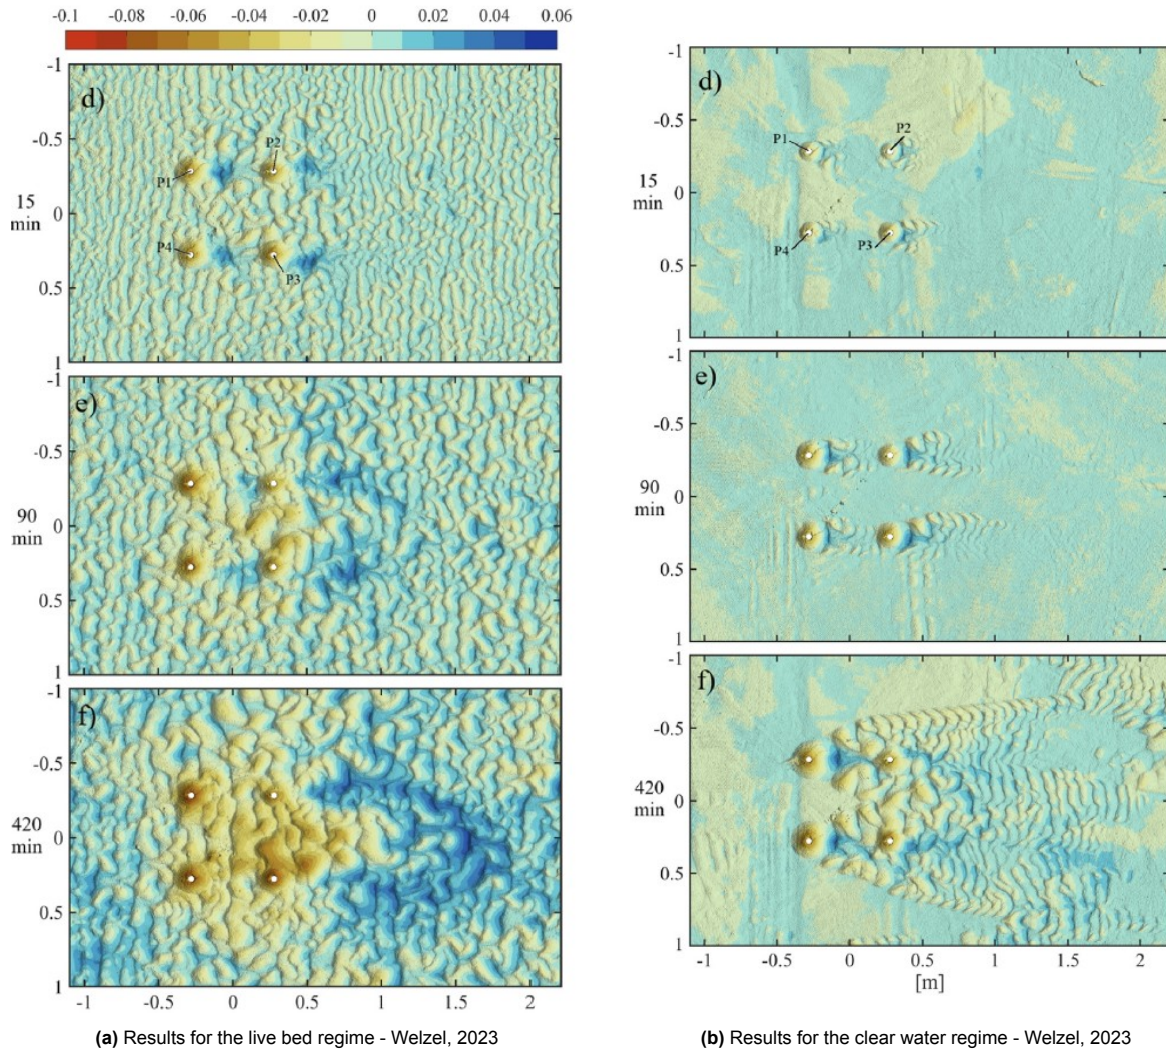 -0.1 -0.08 -0.06 -0.04 -0.02 0 0.02 0.04 0.06
-1
d)
-0.5
P2
P1
15
min
0
P4
P3
0.5
1
-1
e)
-0.5
90
min
0
0.5
1
-1
f)
-0.5
420
min
0
0.5
1
-1 -0.5 0 0.5 1 1.5 2
(a) Results for the live bed regime - Welzel, 2023
-1
d)
-0.5
P1
P2
15
min
0
P4
P3
0.5
1
-1
e)
-0.5
90
min
0
0.5
1
-1
f)
-0.5
420
min
0
0.5
1
-1 -0.5 0 0.5 1 1.5 2
[m]
(b) Results for the clear water regime - Welzel, 2023